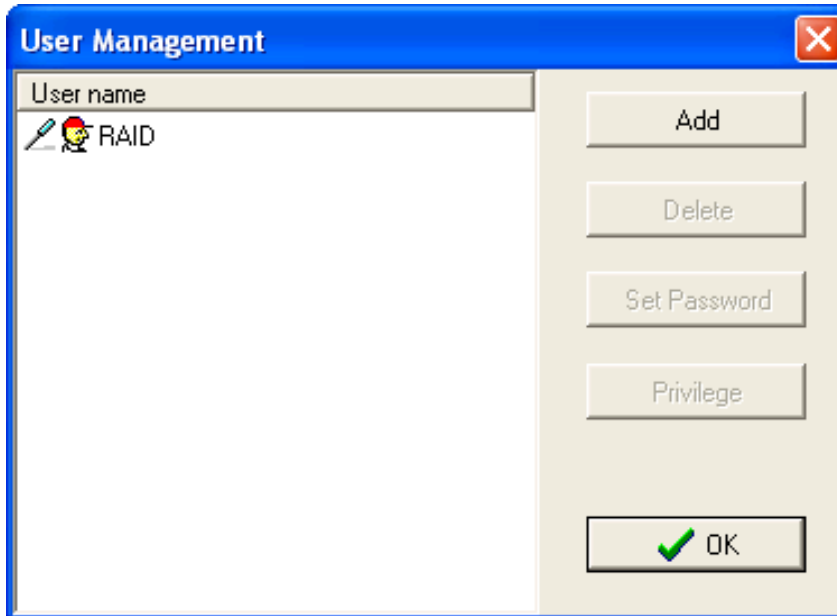 User Management
User name
RAID
Add
Delete
Set Password
Privilege
OK